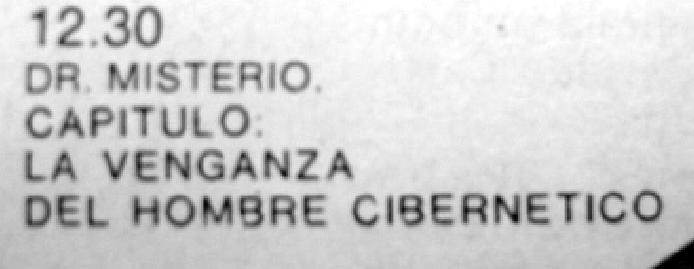 12.30
DR. MISTERIO.
CAPITULO:
LA VENGANZA
DEL HOMBRE CIBERNETICO